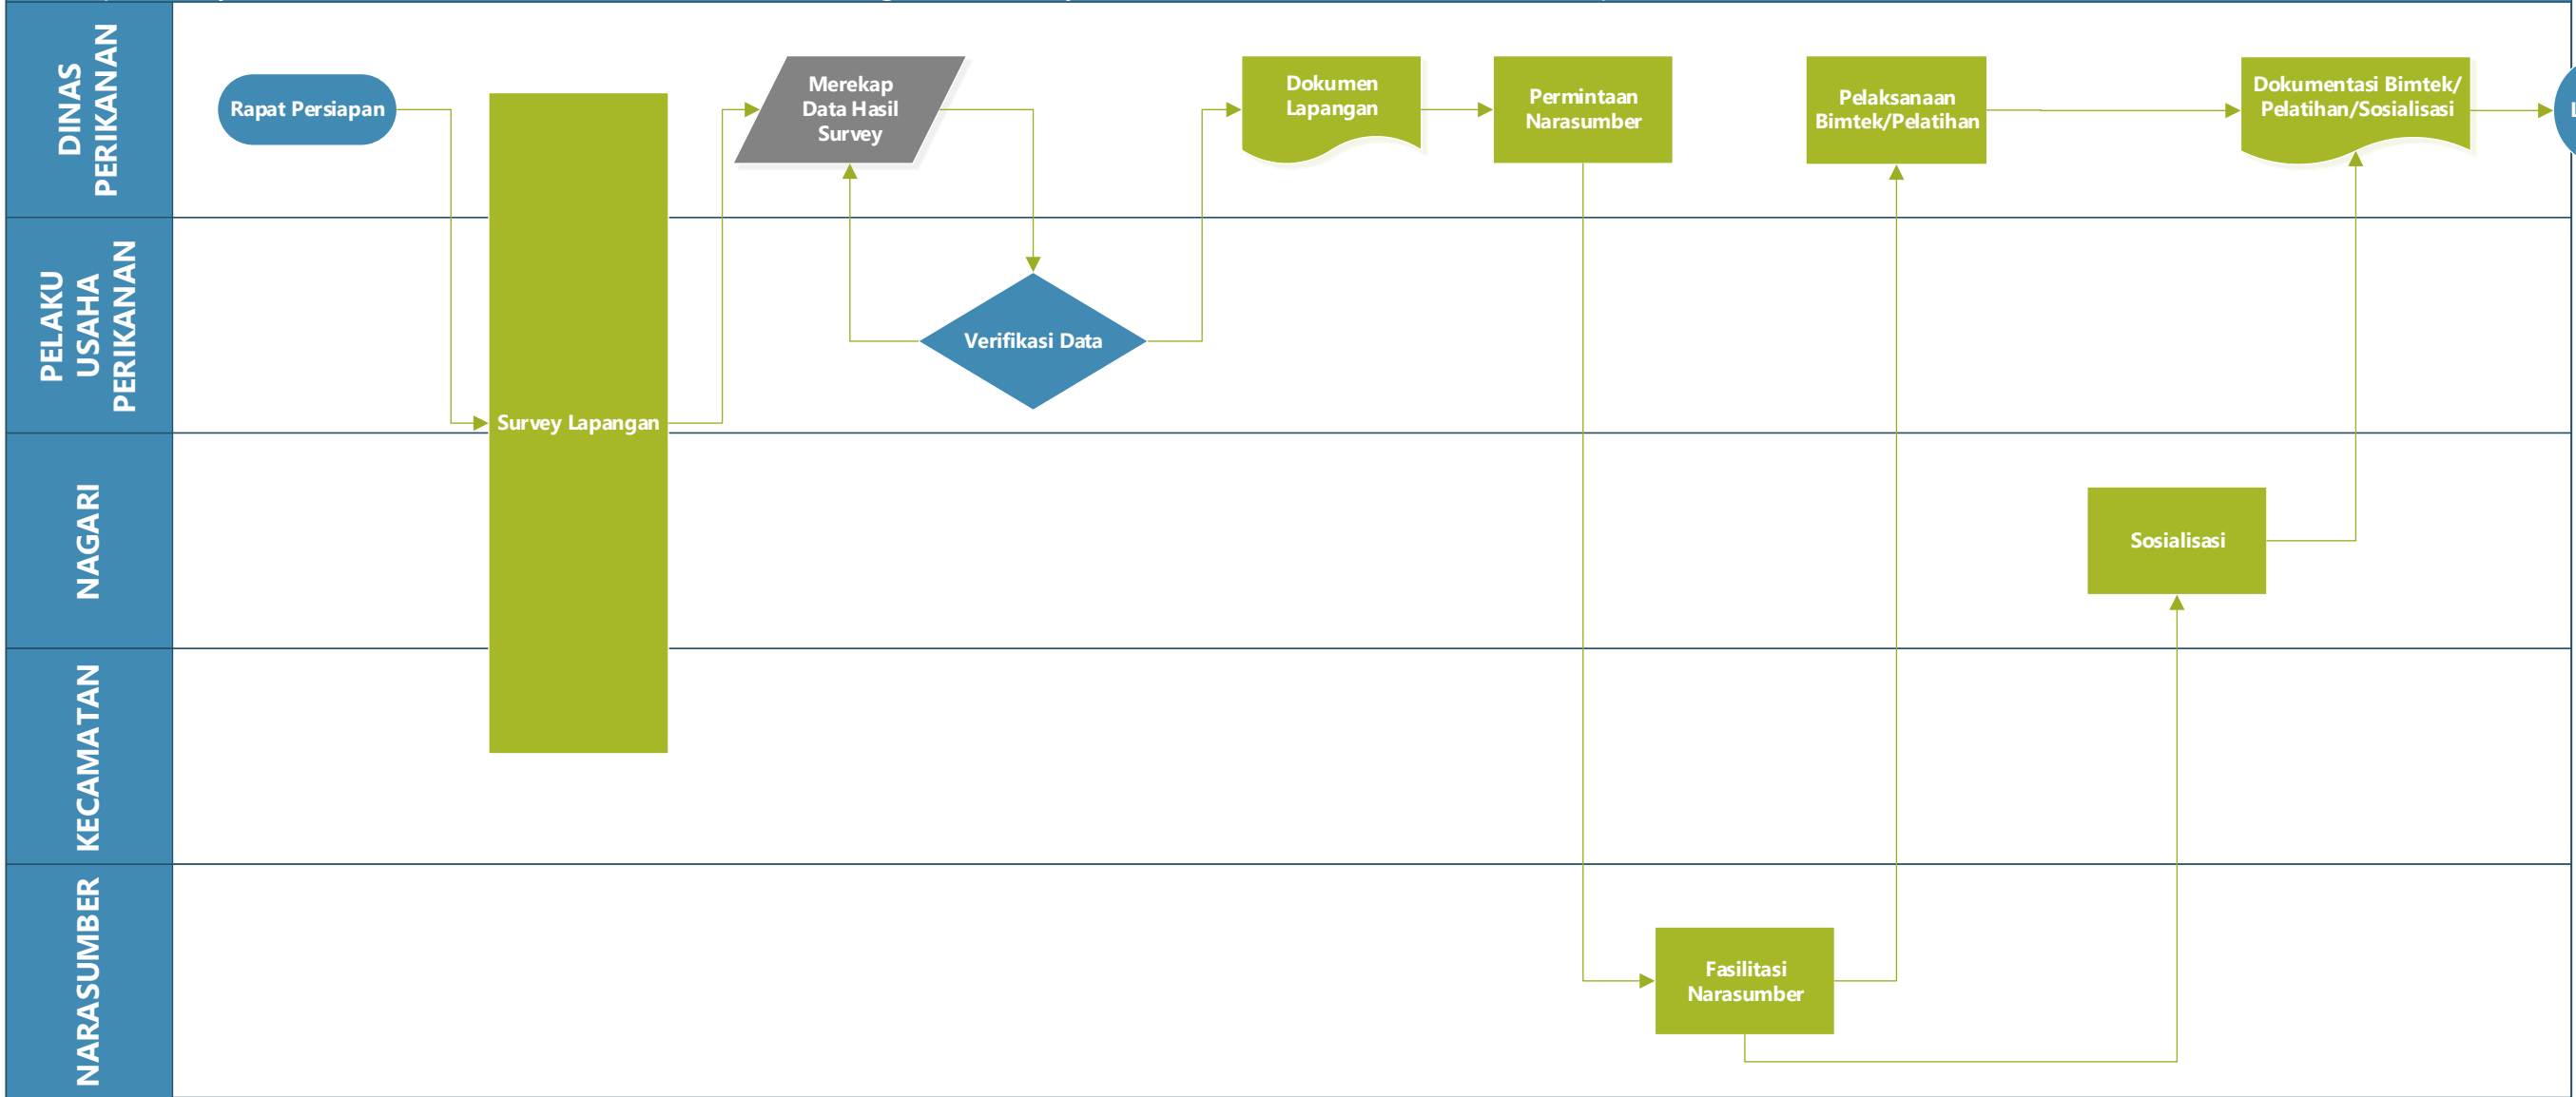 DINAS
PERIKANAN
Rapat Persiapan
Merekap
Data Hasil
Survey
Dokumen
Lapangan
Permintaan
Narasumber
Pelaksanaan
Bimtek/Pelatihan
Dokumentasi Bimtek/
Pelatihan/Sosialisasi
PELAKU
USAHA
PERIKANAN
Verifikasi Data
Survey Lapangan
NAGARI
Sosialisasi
KECAMATAN
NARASUMBER
Fasilitasi
Narasumber